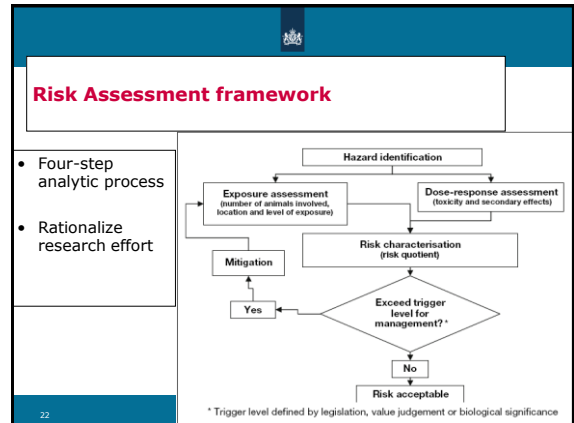 Risk Assessment framework
• Four-step
analytic process
• Rationalize
research effort
Hazard identification
Exposure assessment
(number of animals involved,
location and level of exposure)
Dose-response assessment
(toxicity and secondary effects)
Risk characterisation
(risk quotient)
Mitigation
Exceed trigger
level for
management? *
Yes
No
Risk acceptable
* Trigger level defined by legislation, value judgement or biological significance
22